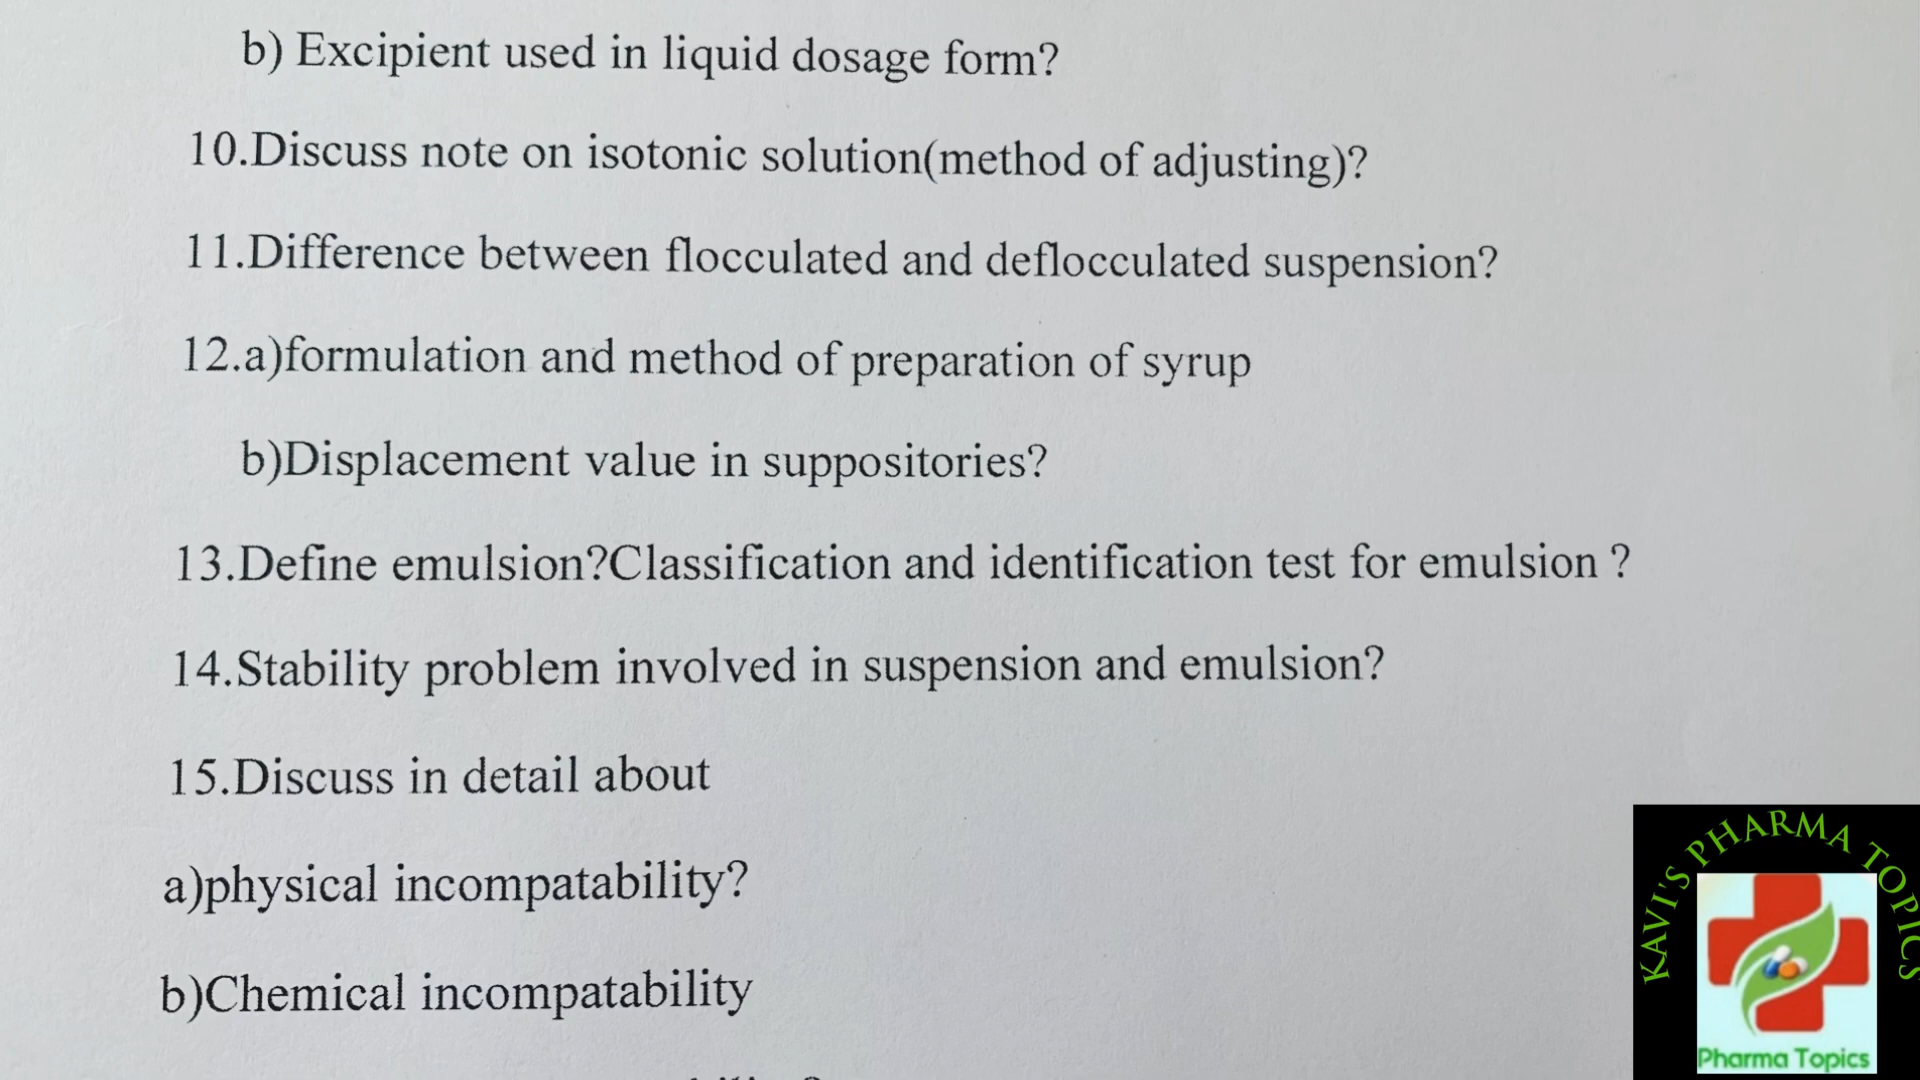 b) Excipient used in liquid dosage form?
10.Discuss note on isotonic solution(method of adjusting)?
11.Difference between flocculated and deflocculated suspension?
12.a)formulation and method of preparation of syrup
b)Displacement value in suppositories?
13.Define emulsion?Classification and identification test for emulsion ?
14.Stability problem involved in suspension and emulsion?
15.Discuss in detail about
a)physical incompatability?
b)Chemical incompatability
KAVI'S PHARMA TOPICS
Pharma Topics